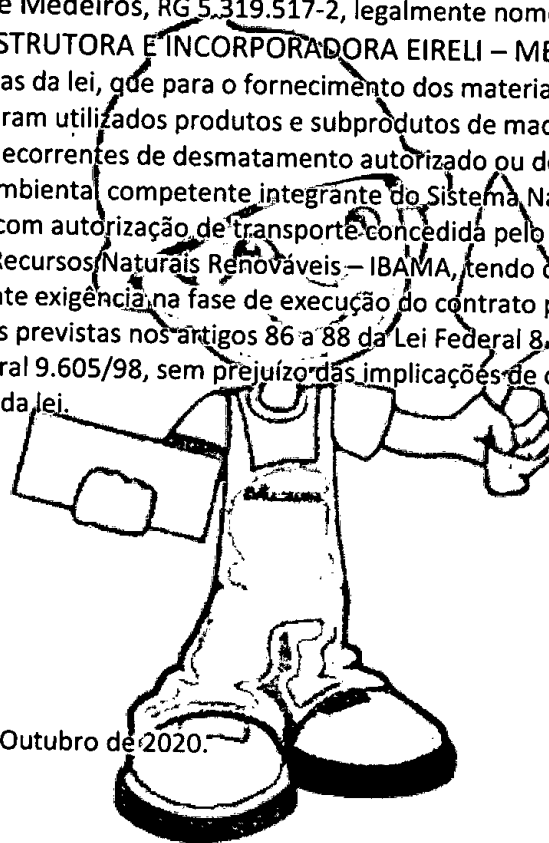 e Medeiros, RG 5.319.517-2, legalmente nom
STRUTORA E INCORPORADORA EIRELI – ME
as da lei, que para o fornecimento dos materia
ram utilizados produtos e subprodutos de mad
ecorrentes de desmatamento autorizado ou de
mbiental competente integrante do Sistema Na
com autorização de transporte concedida pelo
Recursos Naturais Renováveis – IBAMA, tendo
nte exigência na fase de execução do contrato p
s previstas nos artigos 86 a 88 da Lei Federal 8.
ral 9.605/98, sem prejuízo das implicações de
da lei.
Outubro de 2020.